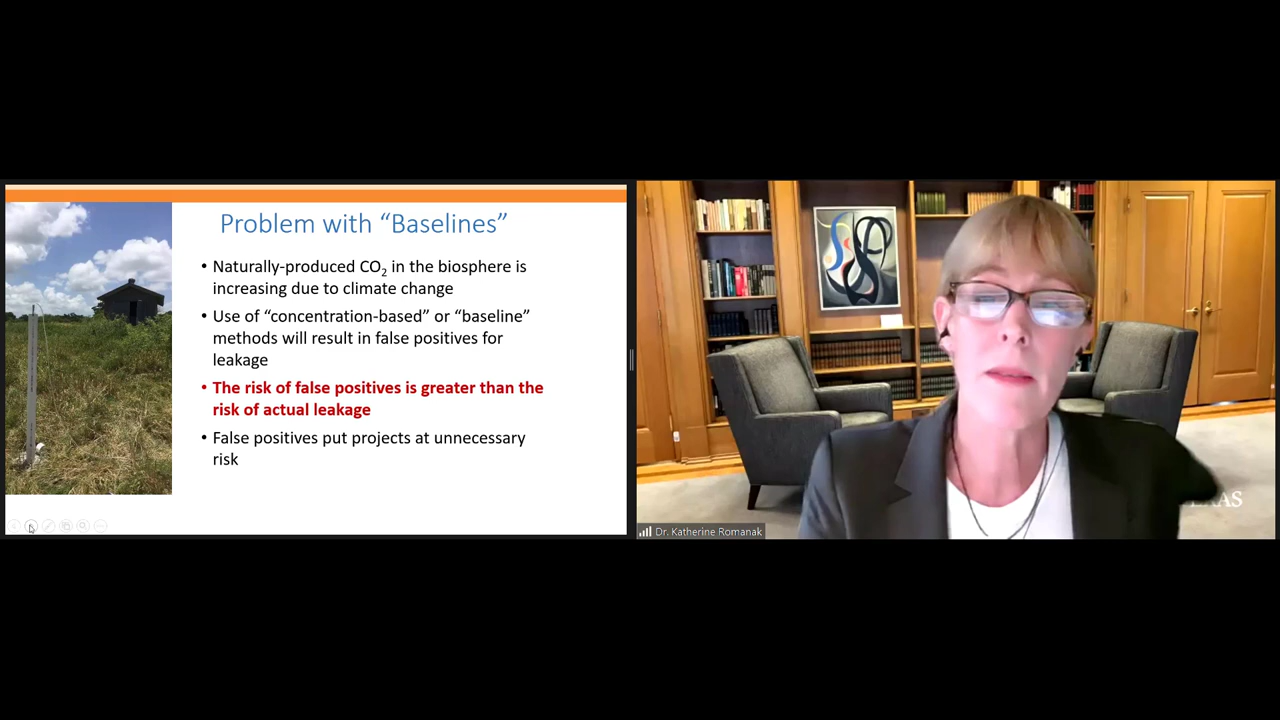 Problem with “Baselines”
• Naturally-produced CO₂ in the biosphere is
increasing due to climate change
• Use of “concentration-based” or “baseline”
methods will result in false positives for
leakage
• The risk of false positives is greater than the
risk of actual leakage
• False positives put projects at unnecessary
risk
Dr. Katherine Romanak